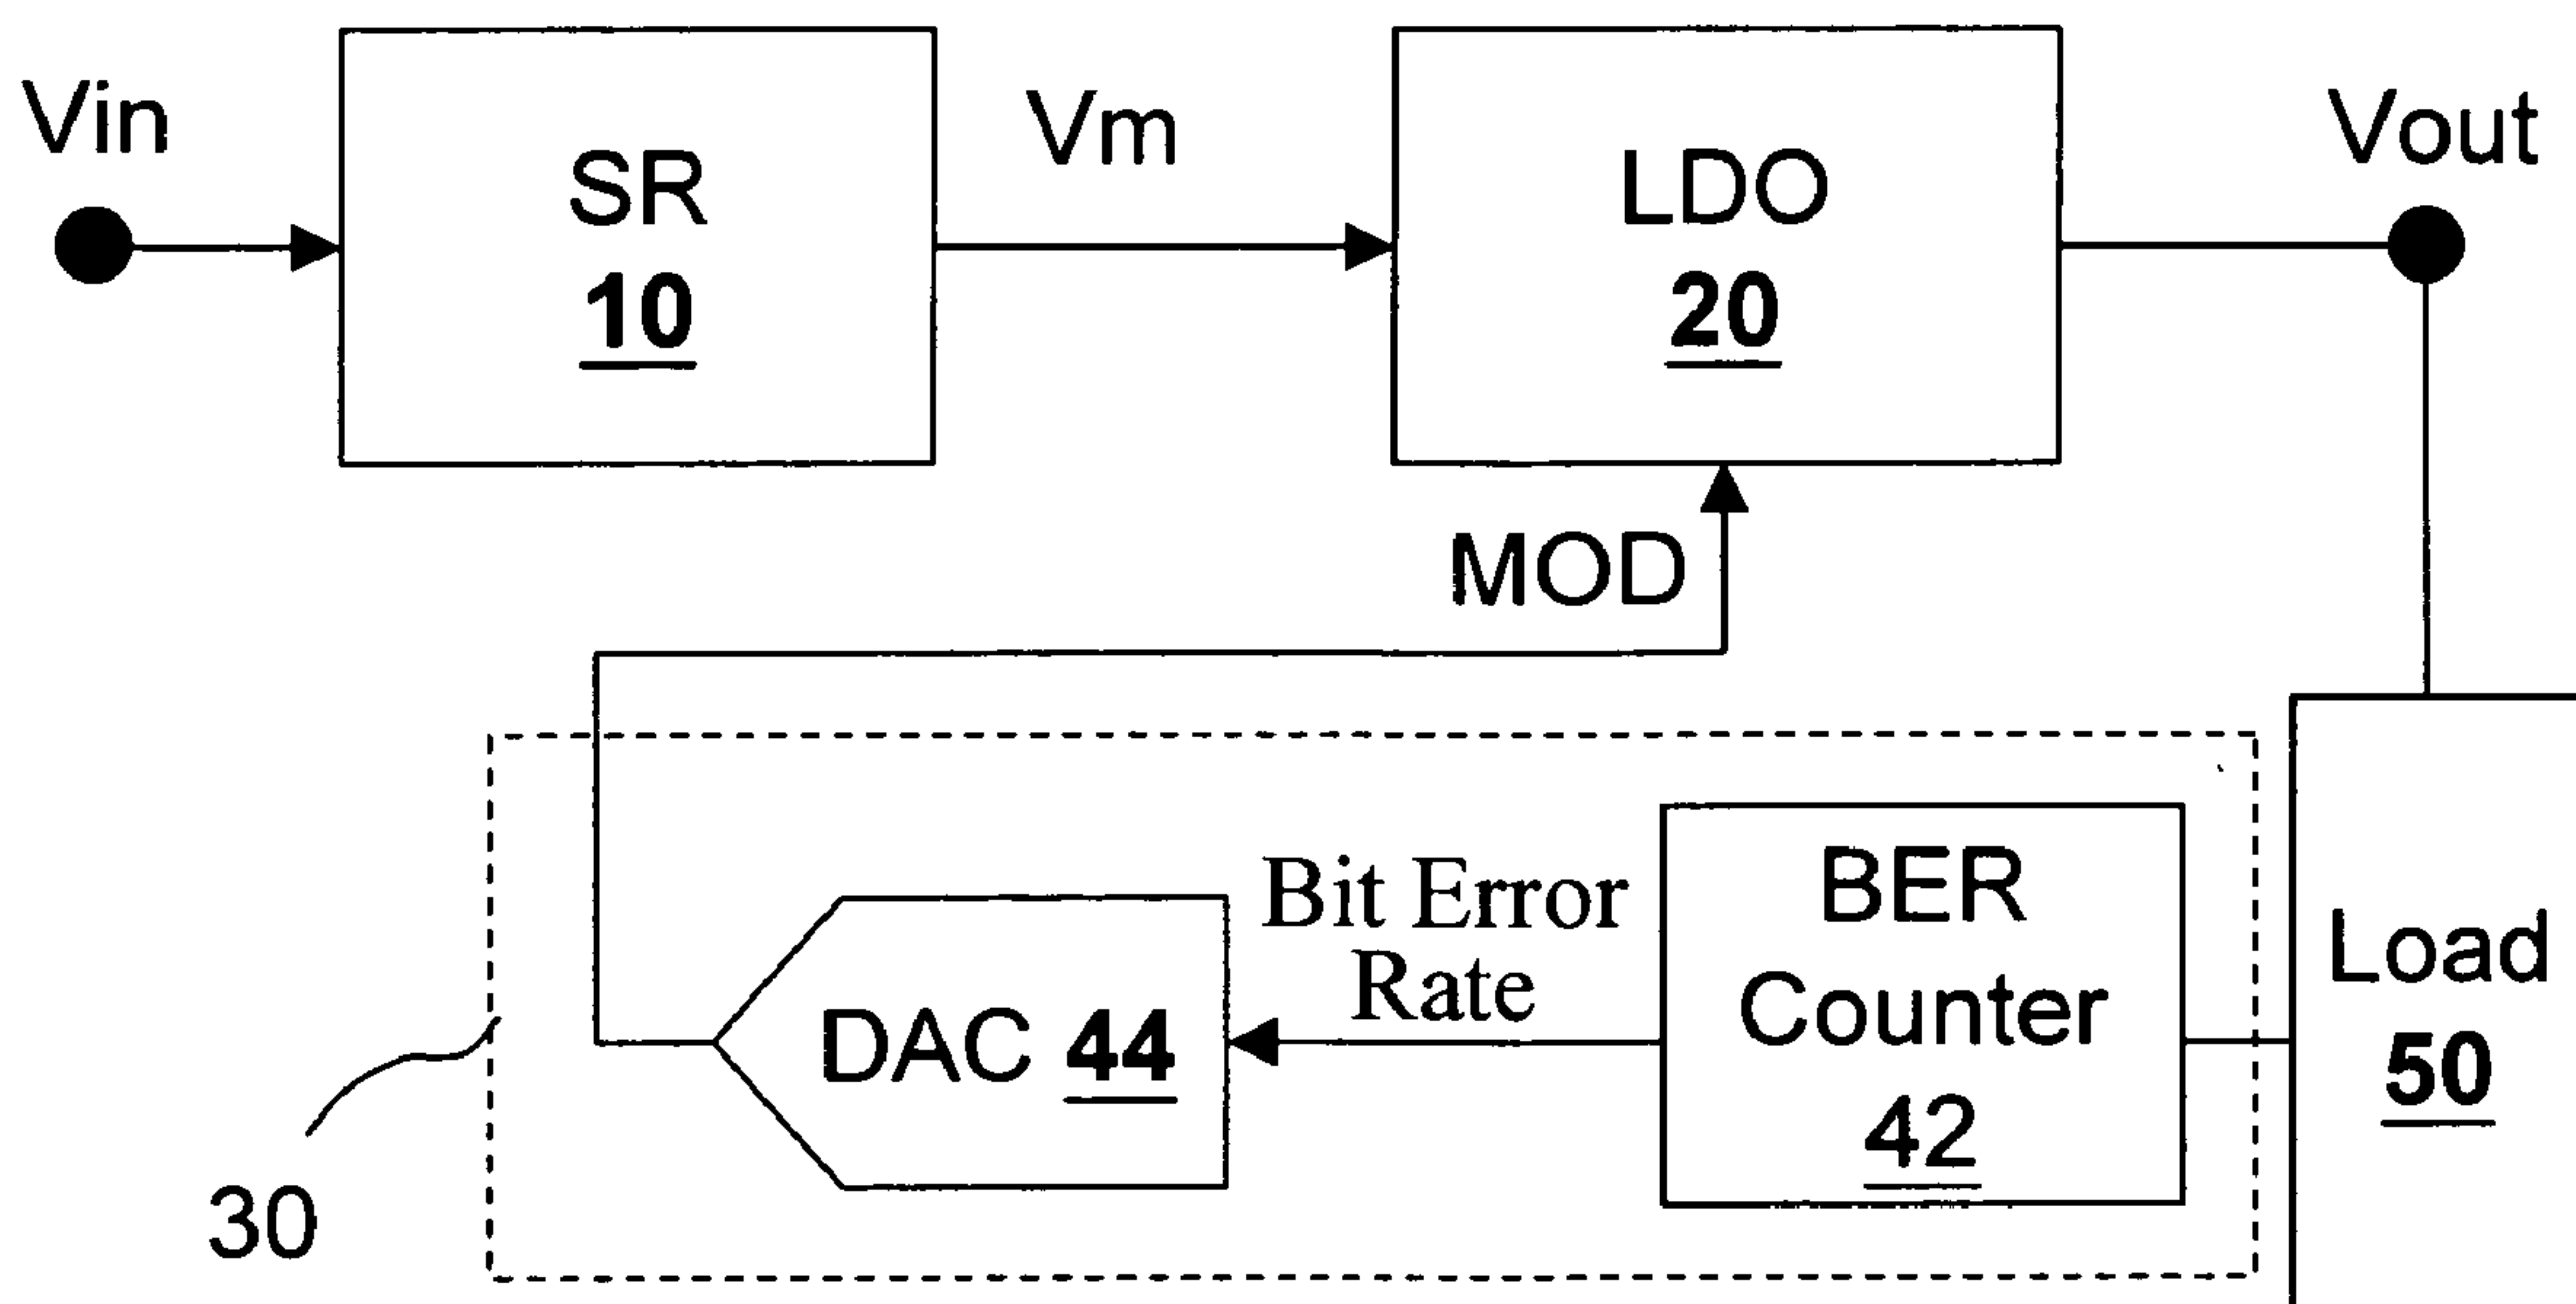 Vin
SR
10
Vm
LDO
20
Vout
MOD
30
DAC 44
Bit Error
Rate
BER
Counter
42
Load
50